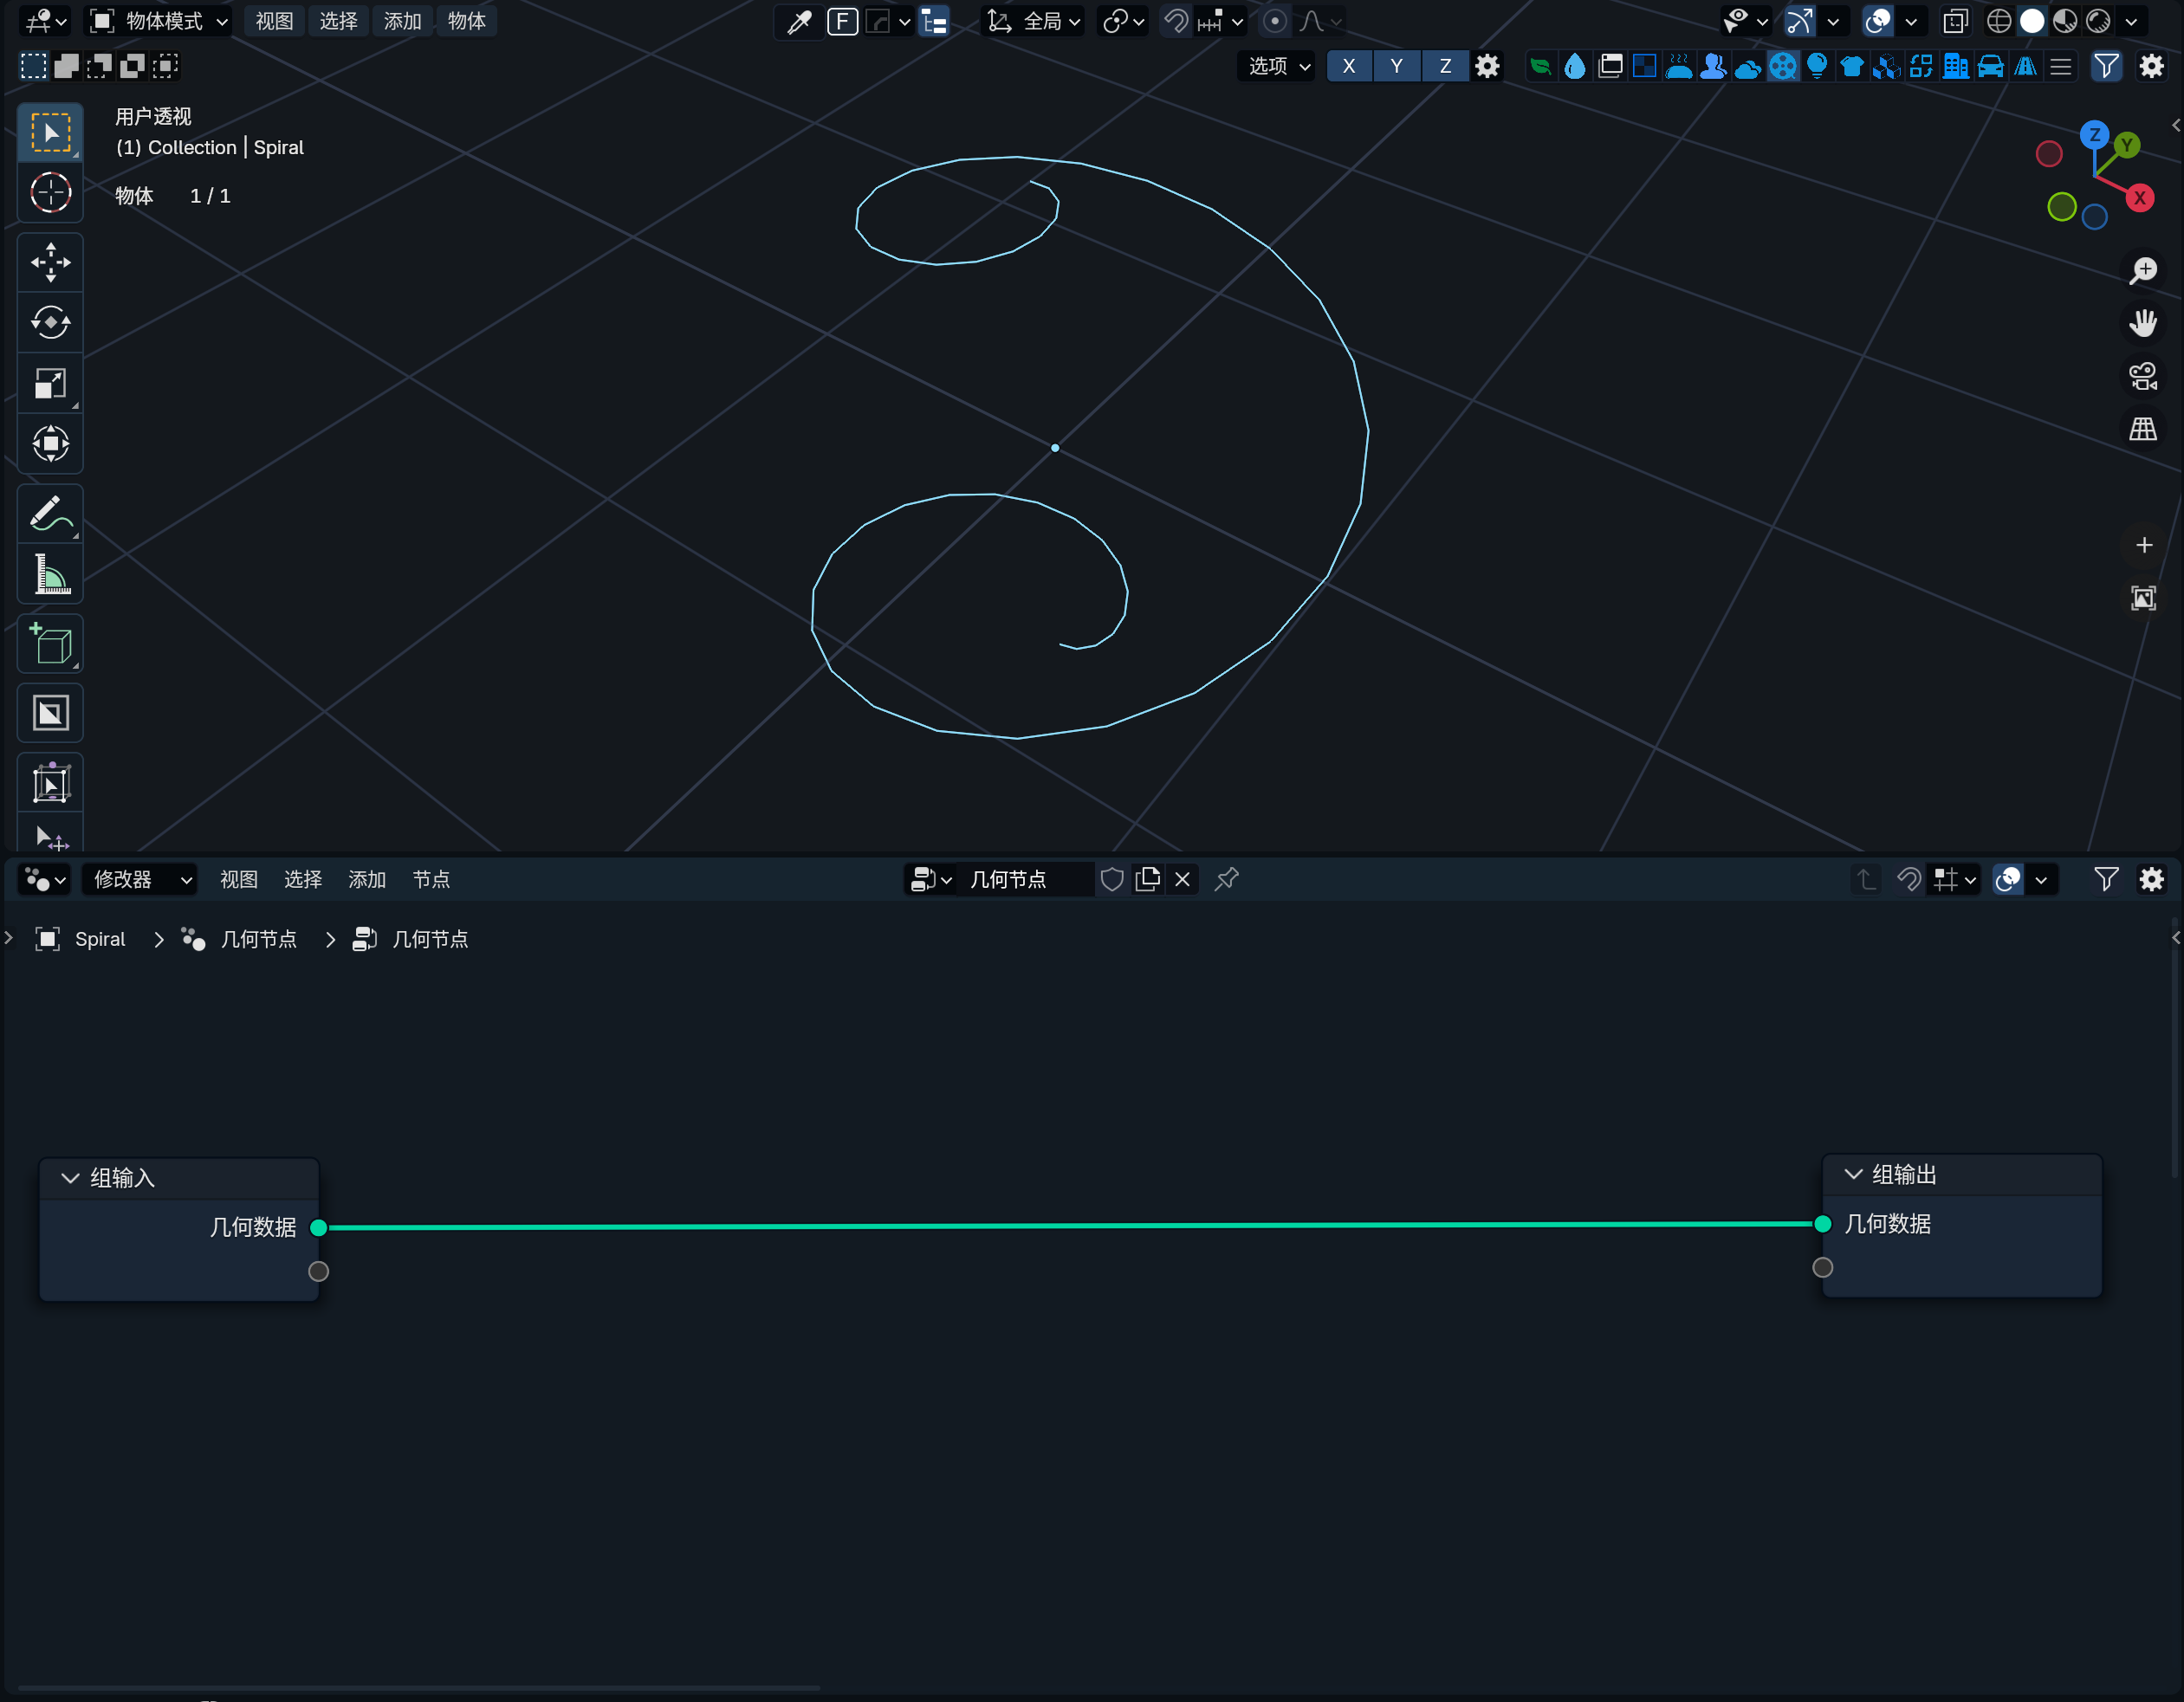 物体模式 视图 选择 添加 物体 F 全局
选项 X Y Z
用户透视
(1) Collection | Spiral
物体 1 / 1
Z
Y
X
修改器 视图 选择 添加 节点 几何节点
Spiral > 几何节点 > 几何节点
组输入
几何数据
组输出
几何数据